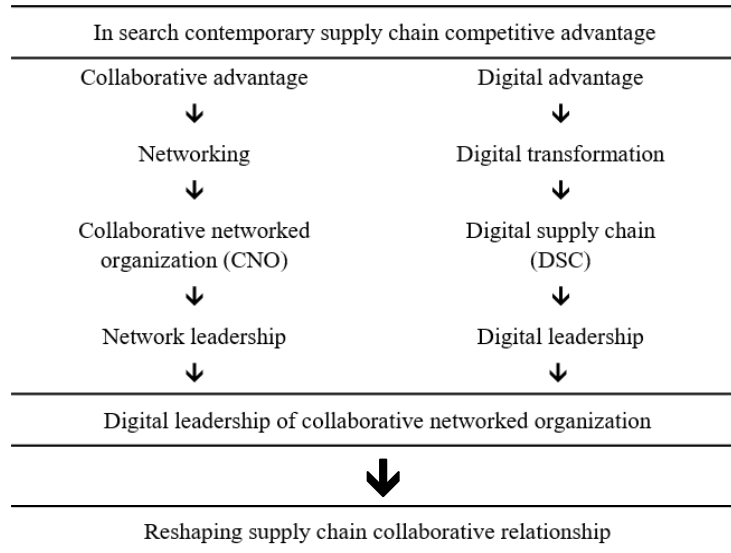 In search contemporary supply chain competitive advantage
Collaborative advantage
Digital advantage
Networking
Digital transformation
Collaborative networked
organization (CNO)
Digital supply chain
(DSC)
Network leadership
Digital leadership
Digital leadership of collaborative networked organization
Reshaping supply chain collaborative relationship